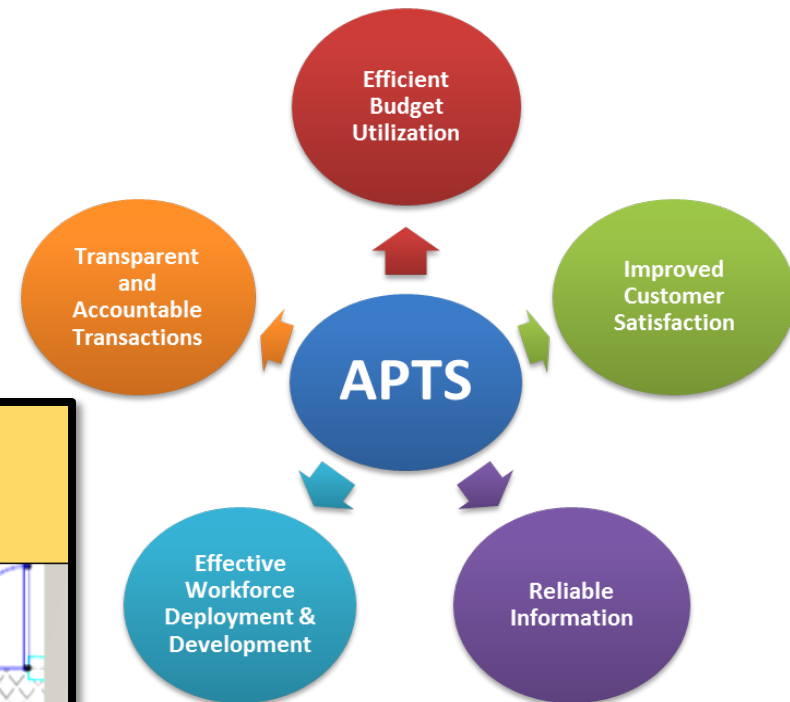 Efficient
Budget
Utilization
Transparent
and
Accountable
Transactions
Improved
Customer
Satisfaction
APTS
Effective
Workforce
Deployment &
Development
Reliable
Information